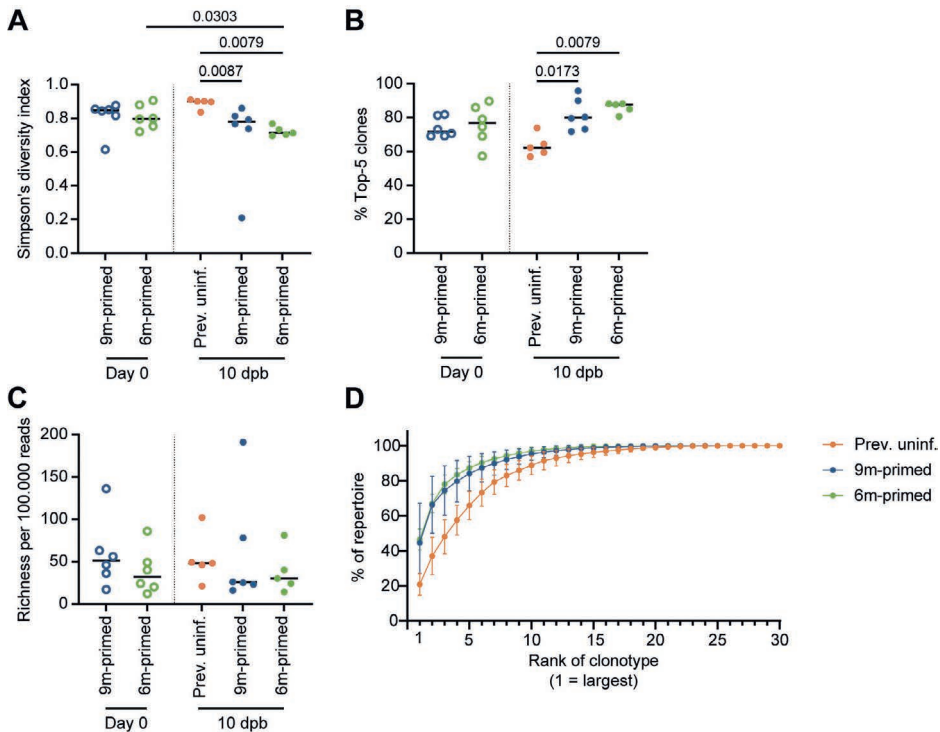 A
0.0303
0.0079
0.0087
Simpson's diversity index
1.0
0.8
0.6
0.4
0.2
0.0
9m-primed
6m-primed
Prev. uninf.
9m-primed
6m-primed
Day 0
10 dpb
B
0.0079
0.0173
% Top-5 clones
100
80
60
40
20
0
9m-primed
6m-primed
Prev. uninf.
9m-primed
6m-primed
Day 0
10 dpb
C
Richness per 100.000 reads
200
150
100
50
0
9m-primed
6m-primed
Prev. uninf.
9m-primed
6m-primed
Day 0
10 dpb
D
% of repertoire
100
80
60
40
20
1
5
10
15
20
25
30
Rank of clonotype
(1 = largest)
Prev. uninf..
9m-primed
6m-primed